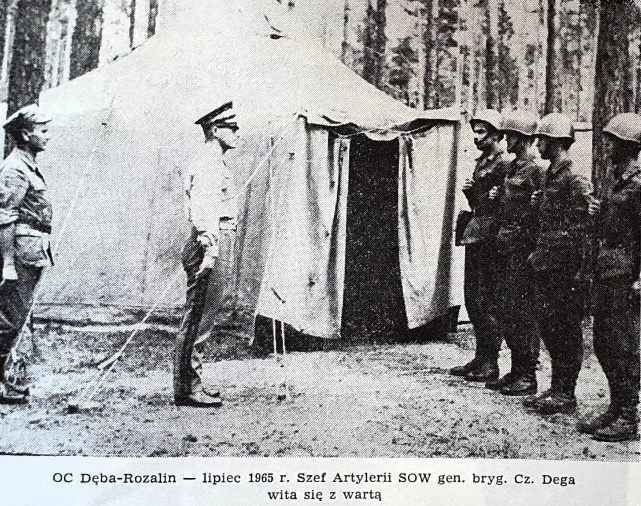 OC Dęba-Rozalin — lipiec 1965 r. Szef Artylerii SOW gen. bryg. Cz. Dega
wita się z wartą